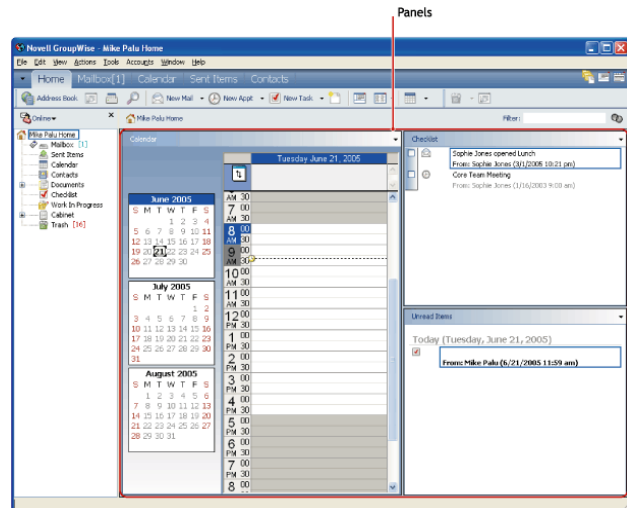 Panels
Novell GroupWise - Mike Palu Home
File Edit View Actions Tools Accounts Window Help
Home Mailbox[1] Calendar Sent Items Contacts
Address Book New Mail New Appt New Task
Online Mike Palu Home Filter:
Mike Palu Home
Mailbox [1]
Sent Items
Calendar
Contacts
Documents
Checklist
Work In Progress
Cabinet
Trash [16]
Calendar
Tuesday June 21, 2005
June 2005
S M T W T F S
1 2 3 4
5 6 7 8 9 10 11
12 13 14 15 16 17 18
19 20 21 22 23 24 25
26 27 28 29 30
July 2005
S M T W T F S
1 2
3 4 5 6 7 8 9
10 11 12 13 14 15 16
17 18 19 20 21 22 23
24 25 26 27 28 29 30
31
August 2005
S M T W T F S
1 2 3 4 5 6
7 8 9 10 11 12 13
14 15 16 17 18 19 20
21 22 23 24 25 26 27
28 29 30 31
AM 30
7 00
AM 30
8 00
AM 30
9 00
AM 30
10 00
AM 30
11 00
AM 30
12 00
PM 30
1 00
PM 30
2 00
PM 30
3 00
PM 30
4 00
PM 30
5 00
PM 30
6 00
PM 30
7 00
PM 30
8 00
Checklist
Sophie Jones opened Lunch
From: Sophie Jones (3/1/2005 10:21 pm)
Core Team Meeting
From: Sophie Jones (1/16/2003 9:00 am)
Unread Items
Today (Tuesday, June 21, 2005)
From: Mike Palu (6/21/2005 11:59 am)